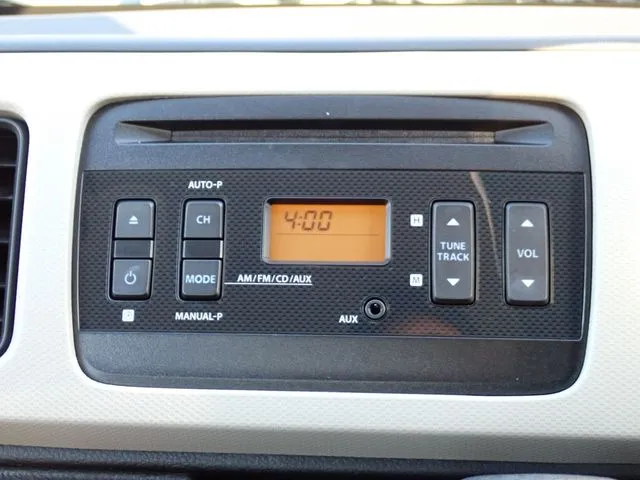 AUTO-P
CH
4:00
H
TUNE
TRACK
VOL
MODE
AM/FM/CD/AUX
M
MANUAL-P
AUX